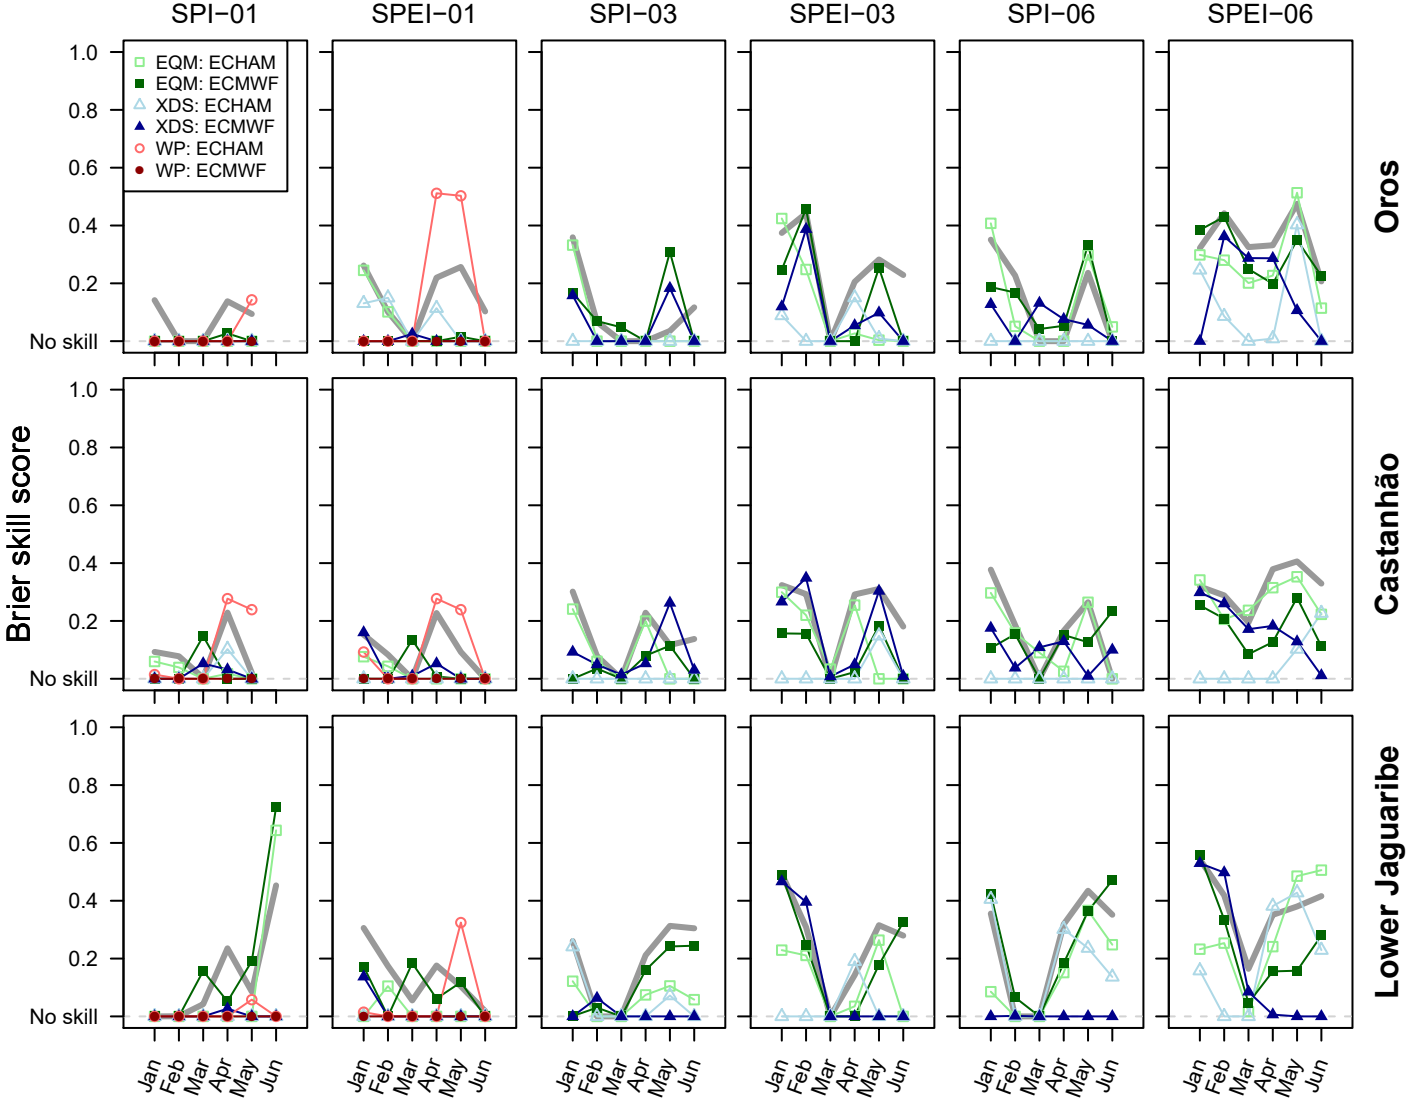 SPI−01 SPEI−01 SPI−03 SPEI−03 SPI−06 SPEI−06
1.0
0.8
0.6
0.4
0.2
No skill
EQM: ECHAM
EQM: ECMWF
XDS: ECHAM
XDS: ECMWF
WP: ECHAM
WP: ECMWF
Oros
1.0
0.8
0.6
0.4
0.2
No skill
Brier skill score
Castanhão
1.0
0.8
0.6
0.4
0.2
No skill
Lower Jaguaribe
Jan Feb Mar Apr May Jun Jan Feb Mar Apr May Jun Jan Feb Mar Apr May Jun Jan Feb Mar Apr May Jun Jan Feb Mar Apr May Jun Jan Feb Mar Apr May Jun